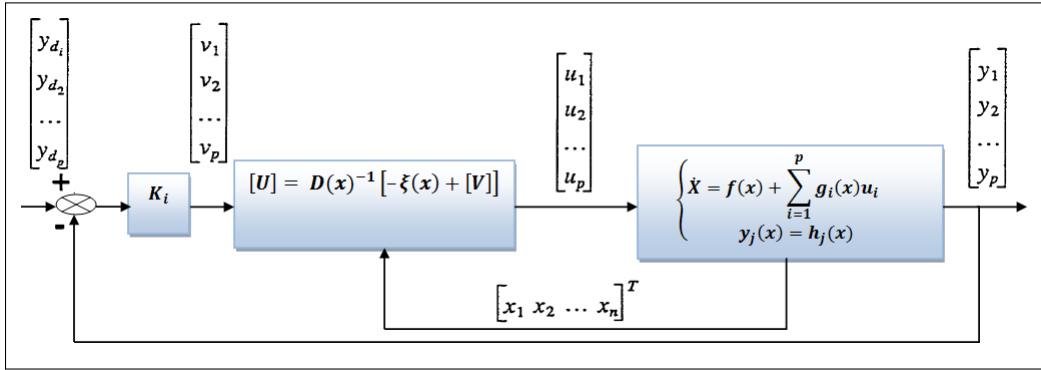 y_{d_i}
y_{d_2}
...
y_{d_p}
v_1
v_2
...
v_p
u_1
u_2
...
u_p
y_1
y_2
...
y_p
+
-
K_i
[U] = D(x)^{-1} [-ξ(x) + [V]]
Ẋ = f(x) + \sum_{i=1}^{p} g_i(x)u_i
y_j(x) = h_j(x)
[x_1 x_2 ... x_n]^T